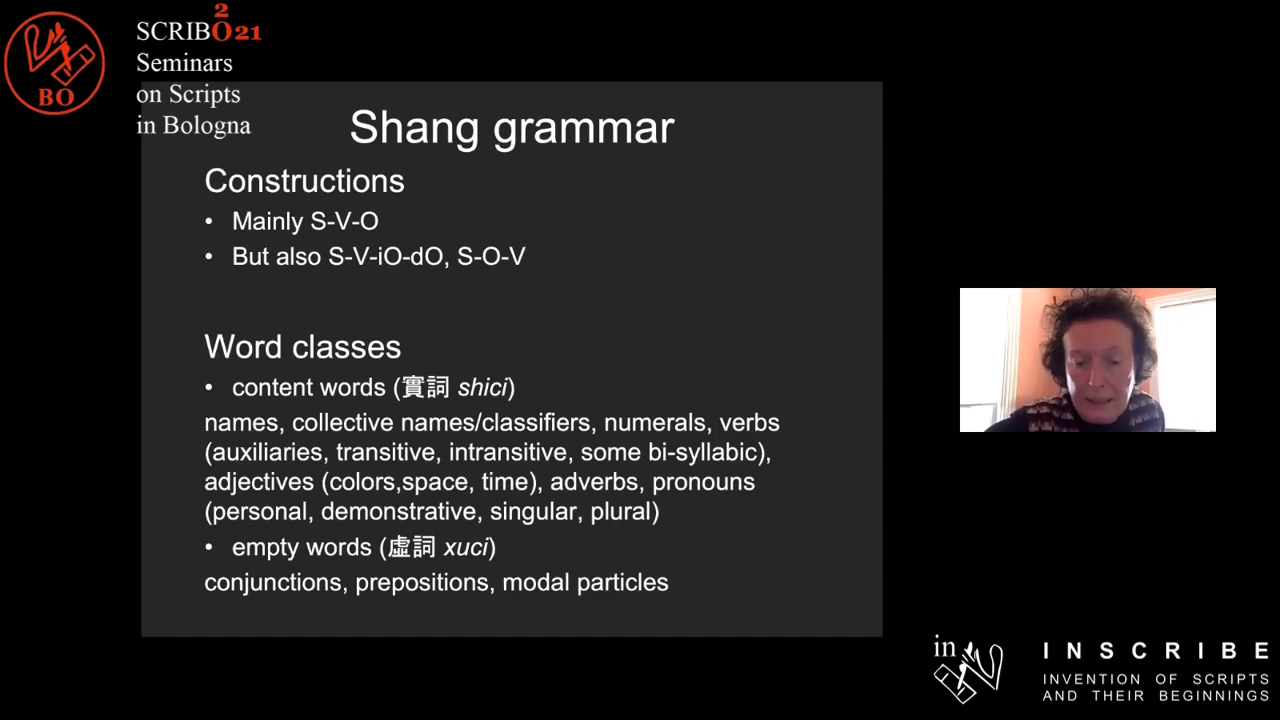 SCRIBO21
2
Seminars
on Scripts
in Bologna
BO
Shang grammar
Constructions
• Mainly S-V-O
• But also S-V-iO-dO, S-O-V
Word classes
• content words (實詞 shici)
names, collective names/classifiers, numerals, verbs
(auxiliaries, transitive, intransitive, some bi-syllabic),
adjectives (colors,space, time), adverbs, pronouns
(personal, demonstrative, singular, plural)
• empty words (虛詞 xuci)
conjunctions, prepositions, modal particles
in
INSCRIBE
INVENTION OF SCRIPTS
AND THEIR BEGINNINGS